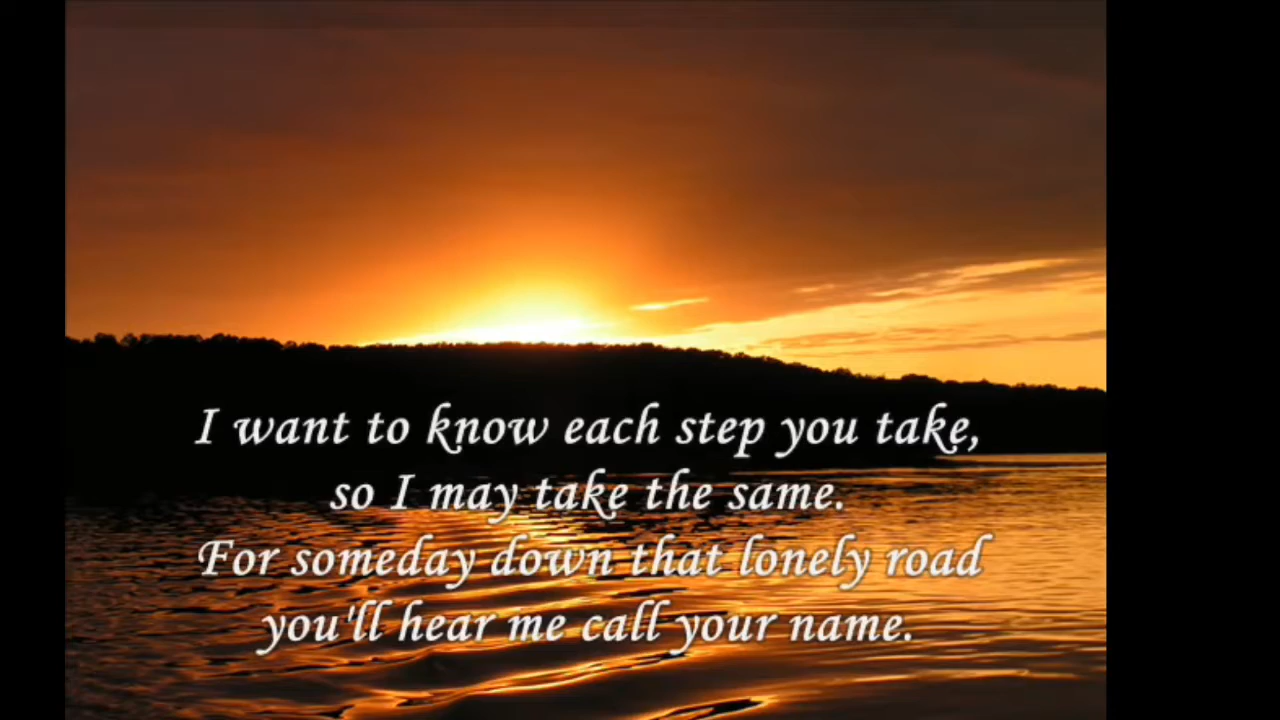 I want to know each step you take,
so I may take the same.
For someday down that lonely road
you'll hear me call your name.